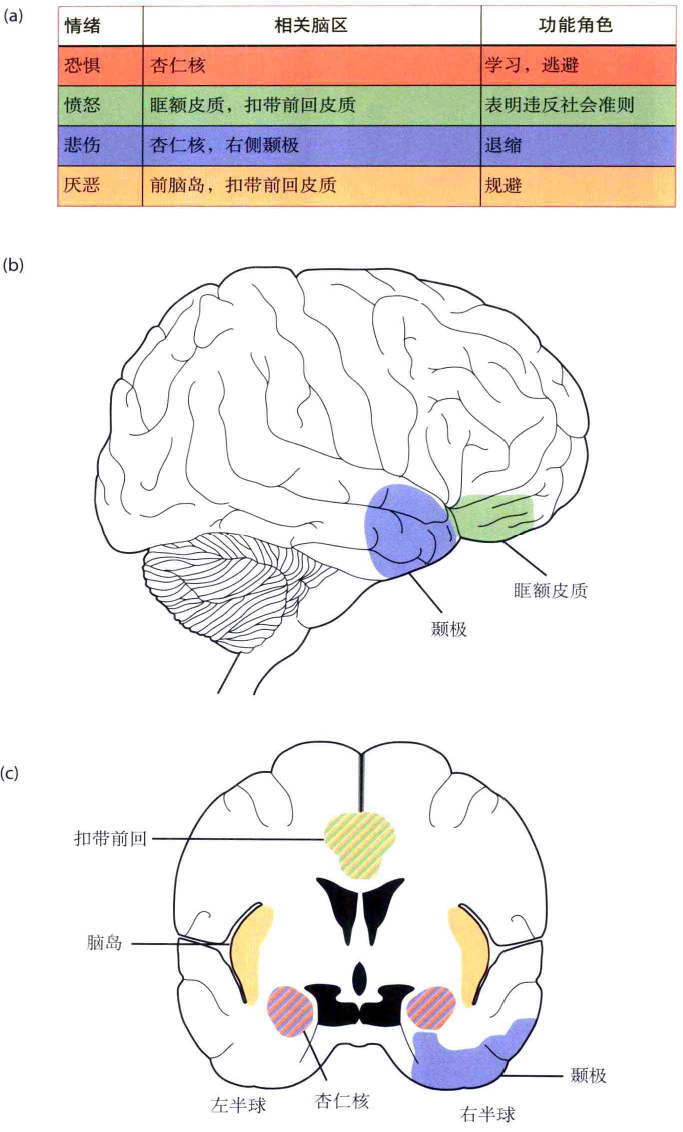 (a)
情绪 相关脑区 功能角色
恐惧 杏仁核 学习，逃避
愤怒 眶额皮质，扣带前回皮质 表明违反社会准则
悲伤 杏仁核，右侧颞极 退缩
厌恶 前脑岛，扣带前回皮质 规避
(b)
眶额皮质
颞极
(c)
扣带前回
脑岛
颞极
左半球 杏仁核 右半球